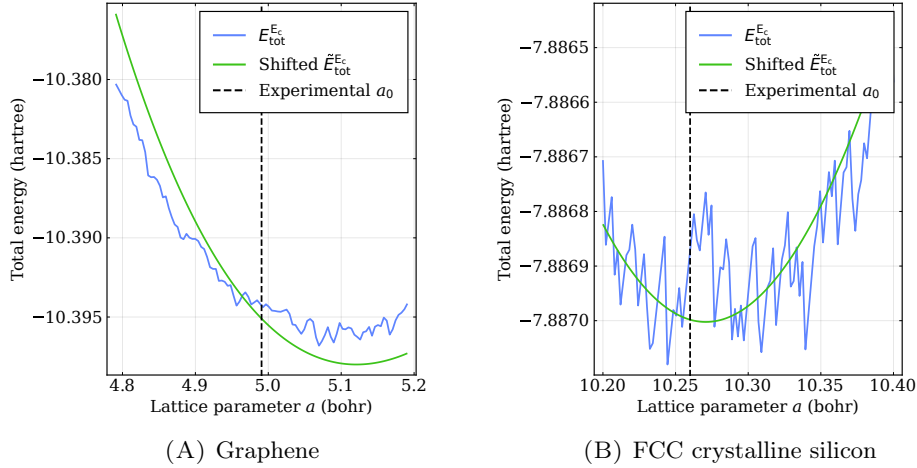 −10.380
−10.385
−10.390
−10.395
4.8 4.9 5.0 5.1 5.2
Total energy (hartree)
Lattice parameter a (bohr)
E_tot^{E_c}
Shifted Ẽ_tot^{E_c}
Experimental a_0
(A) Graphene
−7.8865
−7.8866
−7.8867
−7.8868
−7.8869
−7.8870
10.20 10.26 10.30 10.36 10.40
Total energy (hartree)
Lattice parameter a (bohr)
E_tot^{E_c}
Shifted Ẽ_tot^{E_c}
Experimental a_0
(B) FCC crystalline silicon